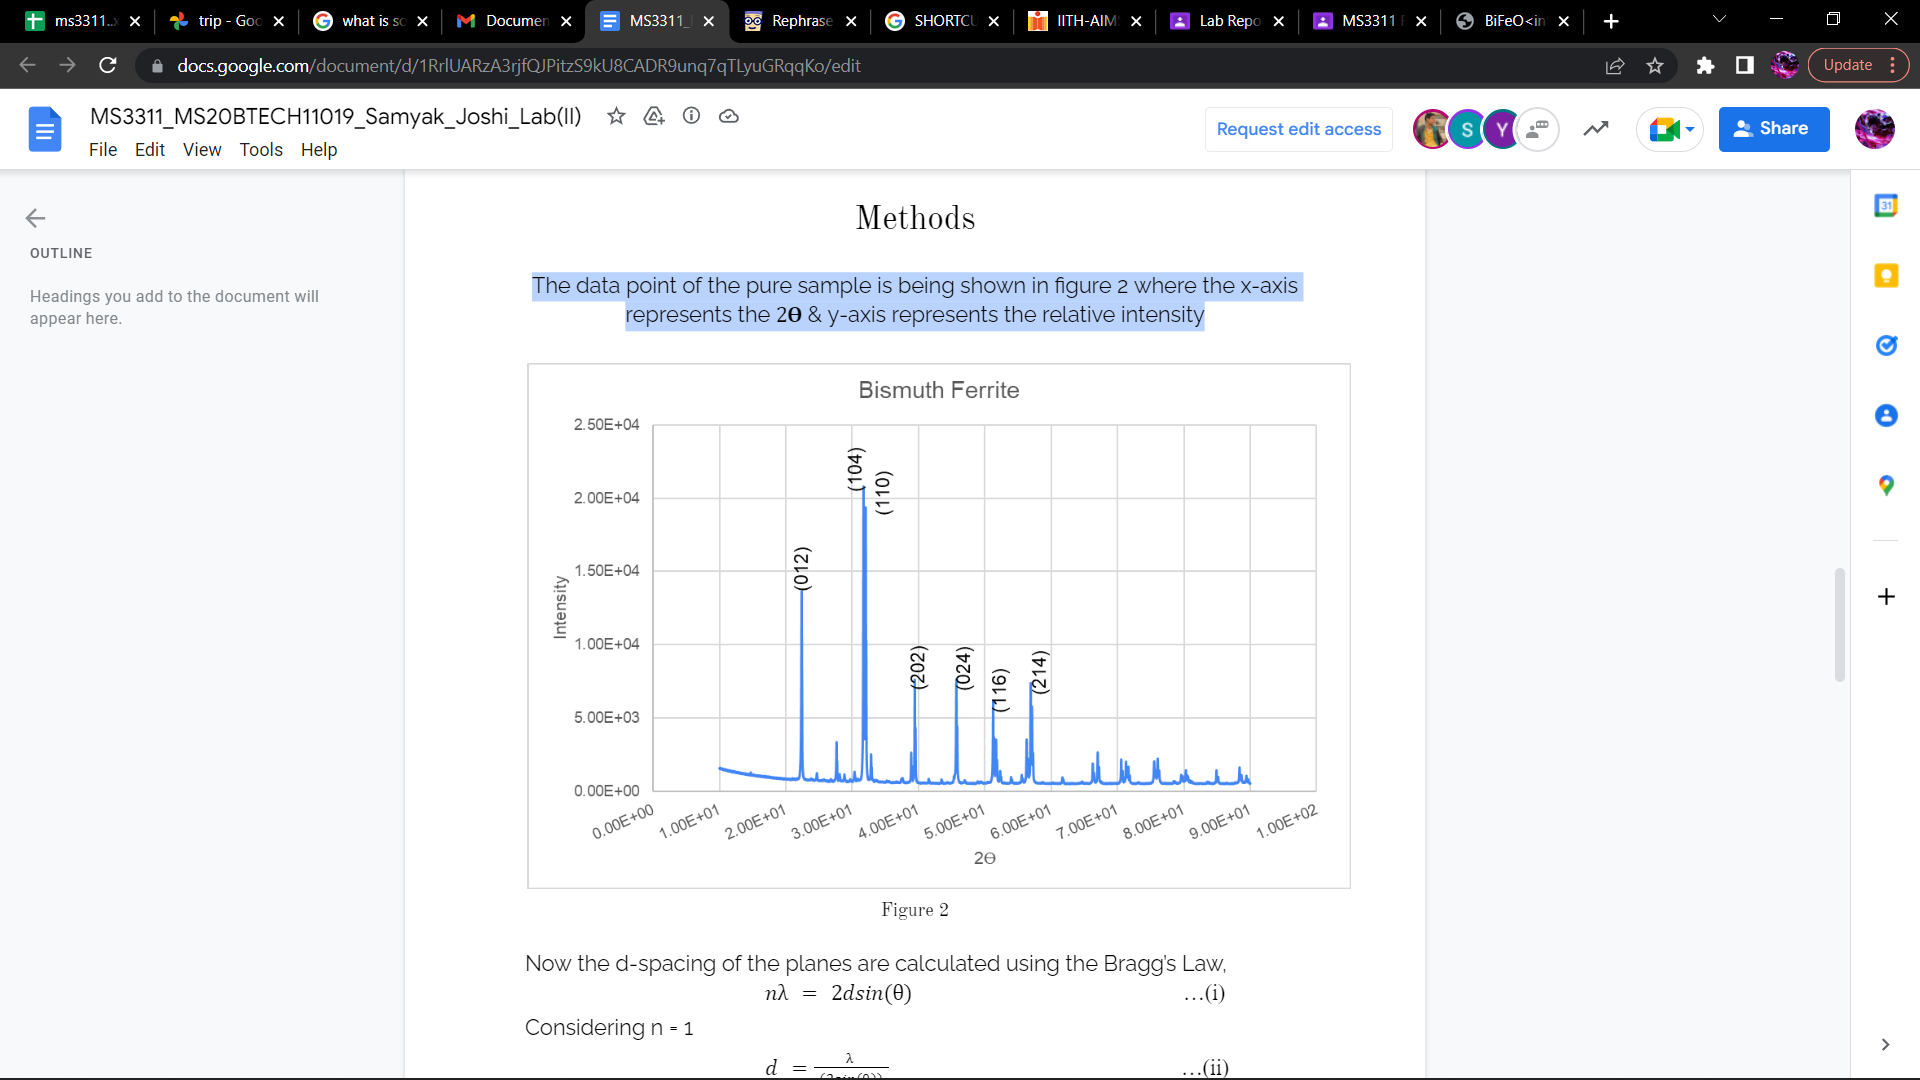 ms3311.x
trip - Goo
what is so
Documen
MS3311_
Rephrase
SHORTCU
IITH-AIM
Lab Repo
MS3311 F
BiFeO<in
docs.google.com/document/d/1RrlUARzA3rjfQJPitzS9kU8CADR9unq7qTLyuGRqqKo/edit
Update
MS3311_MS20BTECH11019_Samyak_Joshi_Lab(II)
File Edit View Tools Help
Request edit access
S
Y
Share
31
OUTLINE
Headings you add to the document will
appear here.
Methods
The data point of the pure sample is being shown in figure 2 where the x-axis
represents the 2Θ & y-axis represents the relative intensity
Bismuth Ferrite
2.50E+04
2.00E+04
1.50E+04
1.00E+04
5.00E+03
0.00E+00
Intensity
(012)
(104)
(110)
(202)
(024)
(116)
(214)
0.00E+00
1.00E+01
2.00E+01
3.00E+01
4.00E+01
5.00E+01
6.00E+01
7.00E+01
8.00E+01
9.00E+01
1.00E+02
2Θ
Figure 2
Now the d-spacing of the planes are calculated using the Bragg's Law,
nλ = 2dsin(θ) ...(i)
Considering n = 1
d = λ ...(ii)